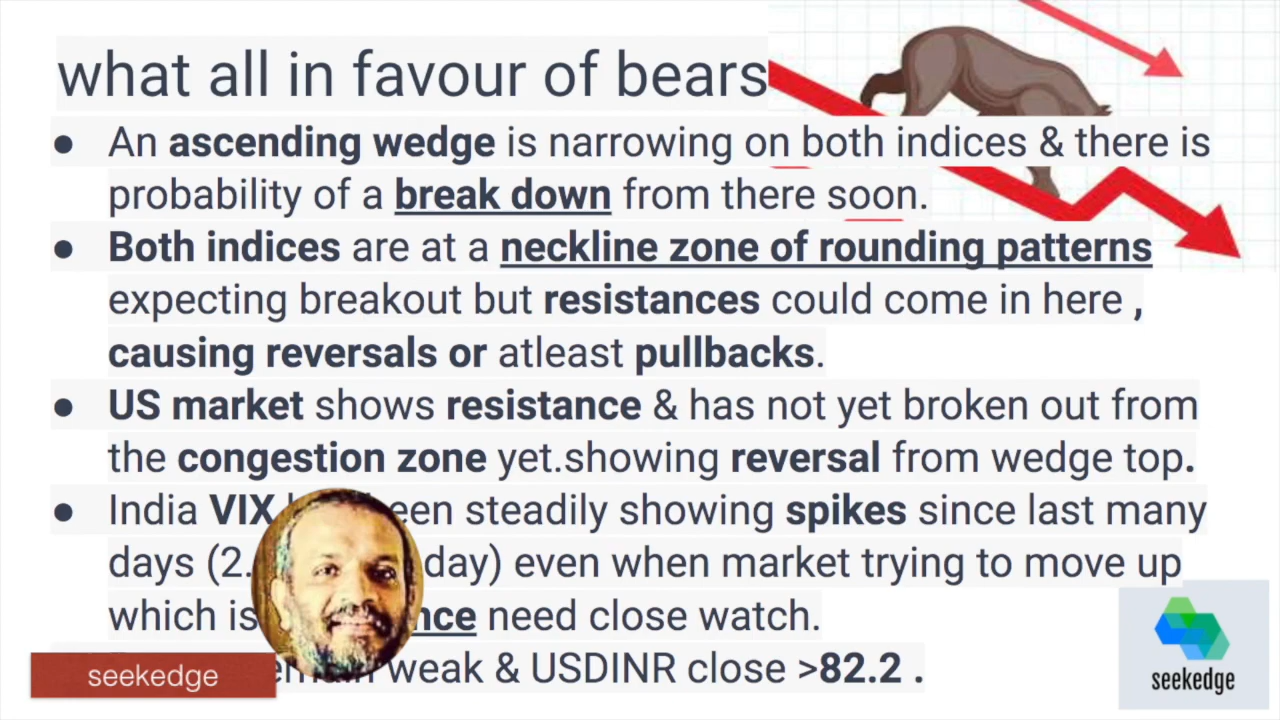 what all in favour of bears
● An ascending wedge is narrowing on both indices & there is
probability of a break down from there soon.
● Both indices are at a neckline zone of rounding patterns
expecting breakout but resistances could come in here ,
causing reversals or atleast pullbacks.
● US market shows resistance & has not yet broken out from
the congestion zone yet.showing reversal from wedge top.
● India VIX een steadily showing spikes since last many
days (2. day) even when market trying to move up
which is nce need close watch.
weak & USDINR close >82.2 .
seekedge
seekedge